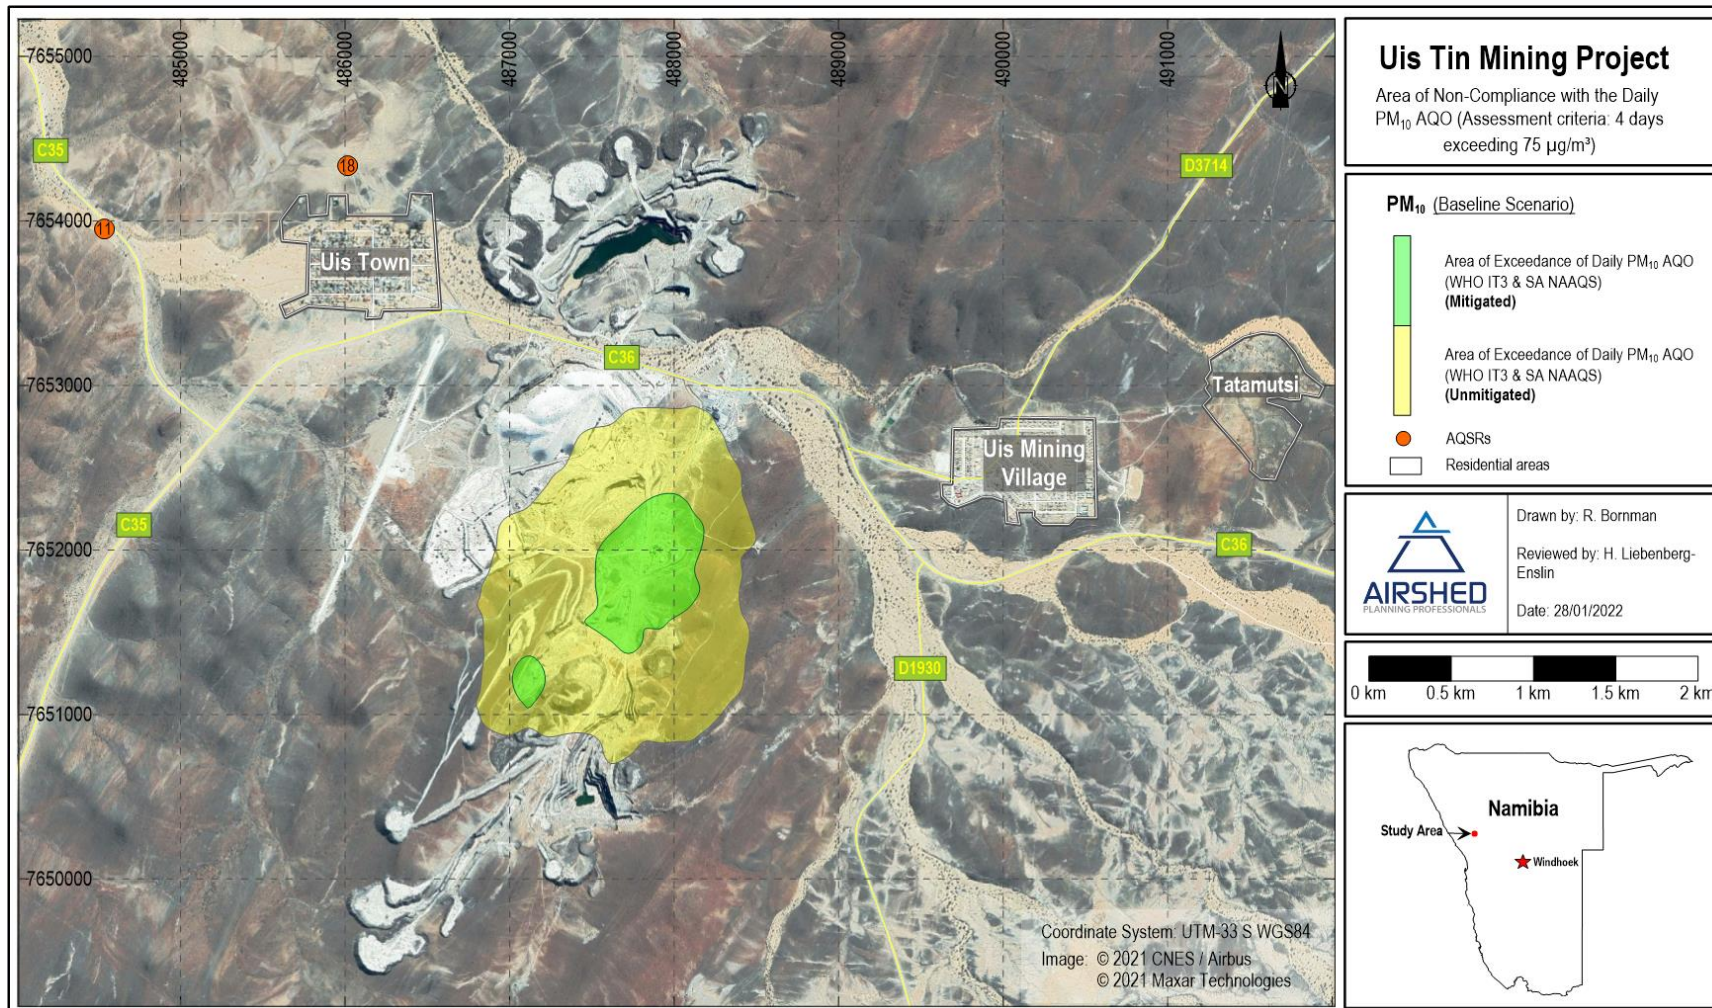 Uis Tin Mining Project
Area of Non-Compliance with the Daily
PM₁₀ AQO (Assessment criteria: 4 days
exceeding 75 µg/m³)
PM₁₀ (Baseline Scenario)
Area of Exceedance of Daily PM₁₀ AQO
(WHO IT3 & SA NAAQS)
(Mitigated)
Area of Exceedance of Daily PM₁₀ AQO
(WHO IT3 & SA NAAQS)
(Unmitigated)
AQSRs
Residential areas
AIRSHED
PLANNING PROFESSIONALS
Drawn by: R. Bornman
Reviewed by: H. Liebenberg-
Enslin
Date: 28/01/2022
0 km 0.5 km 1 km 1.5 km 2 km
Namibia
Study Area
Windhoek
485000 486000 487000 488000 489000 490000 491000
N
7655000
7654000
7653000
7652000
7651000
7650000
C35
18
11
D3714
Uis Town
C36
Tatamutsi
Uis Mining
Village
C35
C36
D1930
Coordinate System: UTM-33 S WGS84
Image: © 2021 CNES / Airbus
© 2021 Maxar Technologies